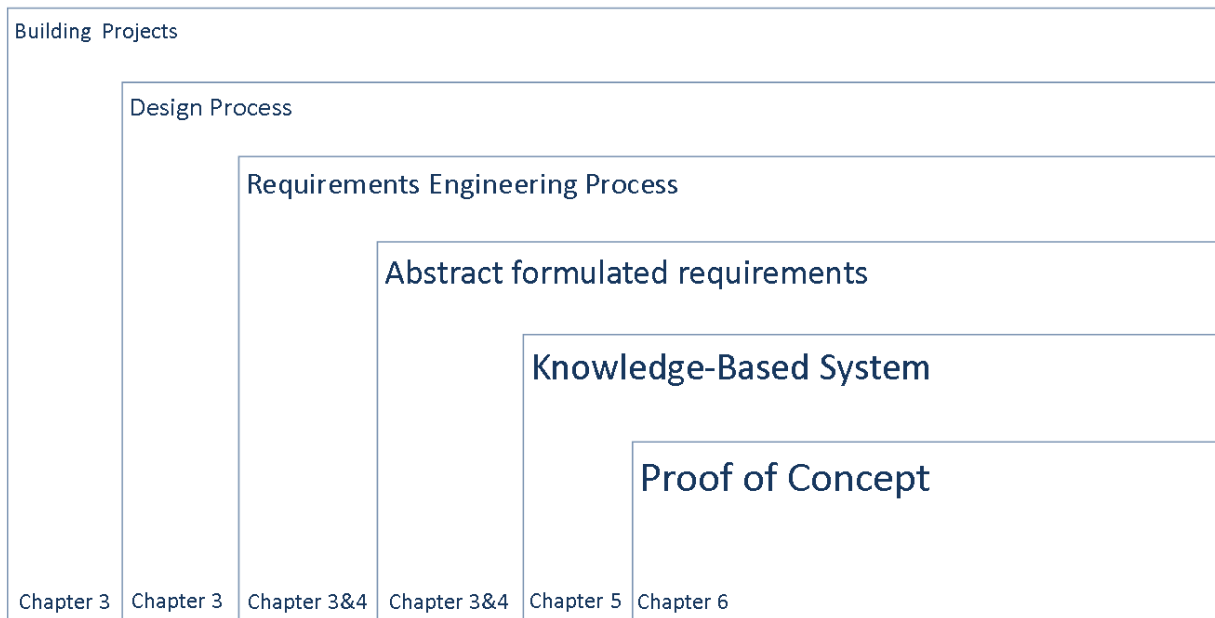 Building Projects
Design Process
Requirements Engineering Process
Abstract formulated requirements
Knowledge-Based System
Proof of Concept
Chapter 3
Chapter 3
Chapter 3&4
Chapter 3&4
Chapter 5
Chapter 6